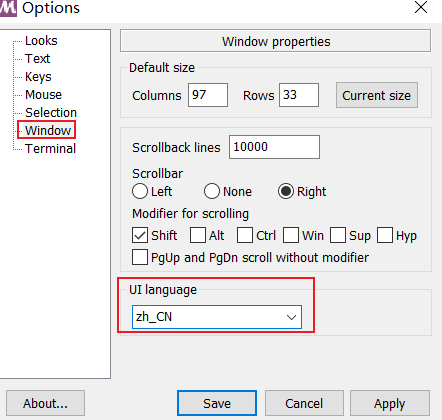 Options
Looks
Text
Keys
Mouse
Selection
Window
Terminal
Window properties
Default size
Columns 97 Rows 33 Current size
Scrollback lines 10000
Scrollbar
Left None Right
Modifier for scrolling
Shift Alt Ctrl Win Sup Hyp
PgUp and PgDn scroll without modifier
UI language
zh_CN
About... Save Cancel Apply